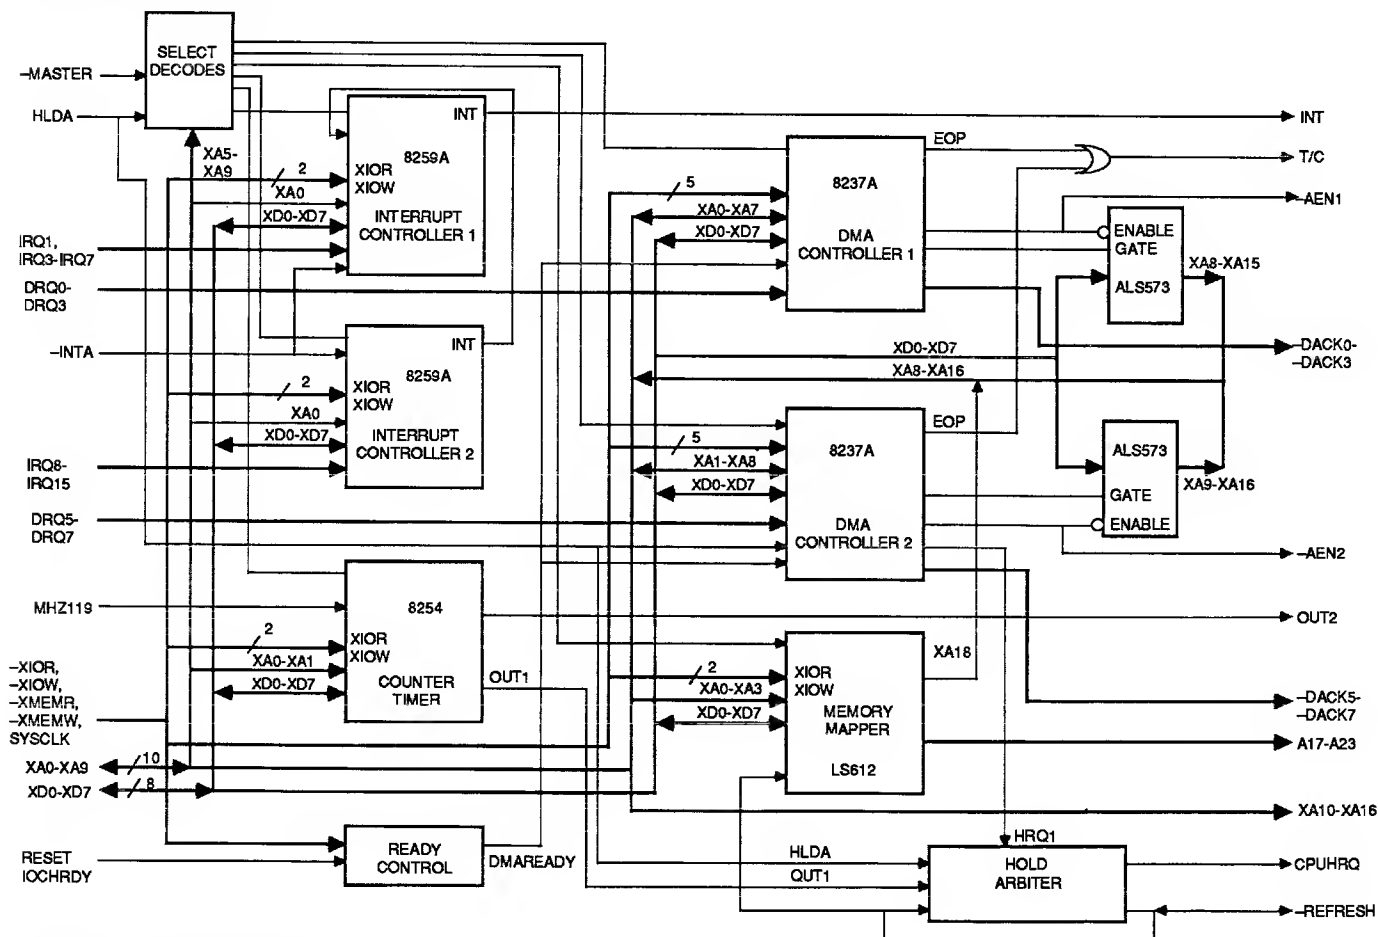 SELECT
DECODES
–MASTER
HLDA
XA5-
XA9
2
XIOR
XIOW
XA0
XD0-XD7
INT
8259A
INTERRUPT
CONTROLLER 1
IRQ1,
IRQ3-IRQ7
DRQ0-
DRQ3
–INTA
INT
8259A
2
XIOR
XIOW
XA0
XD0-XD7
INTERRUPT
CONTROLLER 2
IRQ8-
IRQ15
DRQ5-
DRQ7
MHZ119
8254
2
XIOR
XIOW
XA0-XA1
XD0-XD7
COUNTER
TIMER
OUT1
–XIOR,
–XIOW,
–XMEMR,
–XMEMW,
SYSCLK
XA0-XA9
10
XD0-XD7
8
RESET
IOCHRDY
READY
CONTROL
DMAREADY
5
XA0-XA7
XD0-XD7
8237A
DMA
CONTROLLER 1
EOP
INT
T/C
–AEN1
ENABLE
GATE
ALS573
XA8-XA15
XD0-XD7
XA8-XA16
–DACK0-
–DACK3
5
XA1-XA8
XD0-XD7
8237A
DMA
CONTROLLER 2
EOP
ALS573
GATE
ENABLE
XA9-XA16
–AEN2
OUT2
2
XIOR
XIOW
XA0-XA3
XD0-XD7
MEMORY
MAPPER
LS612
XA18
–DACK5-
–DACK7
A17-A23
XA10-XA16
HRQ1
HLDA
QUT1
HOLD
ARBITER
CPUHRQ
–REFRESH